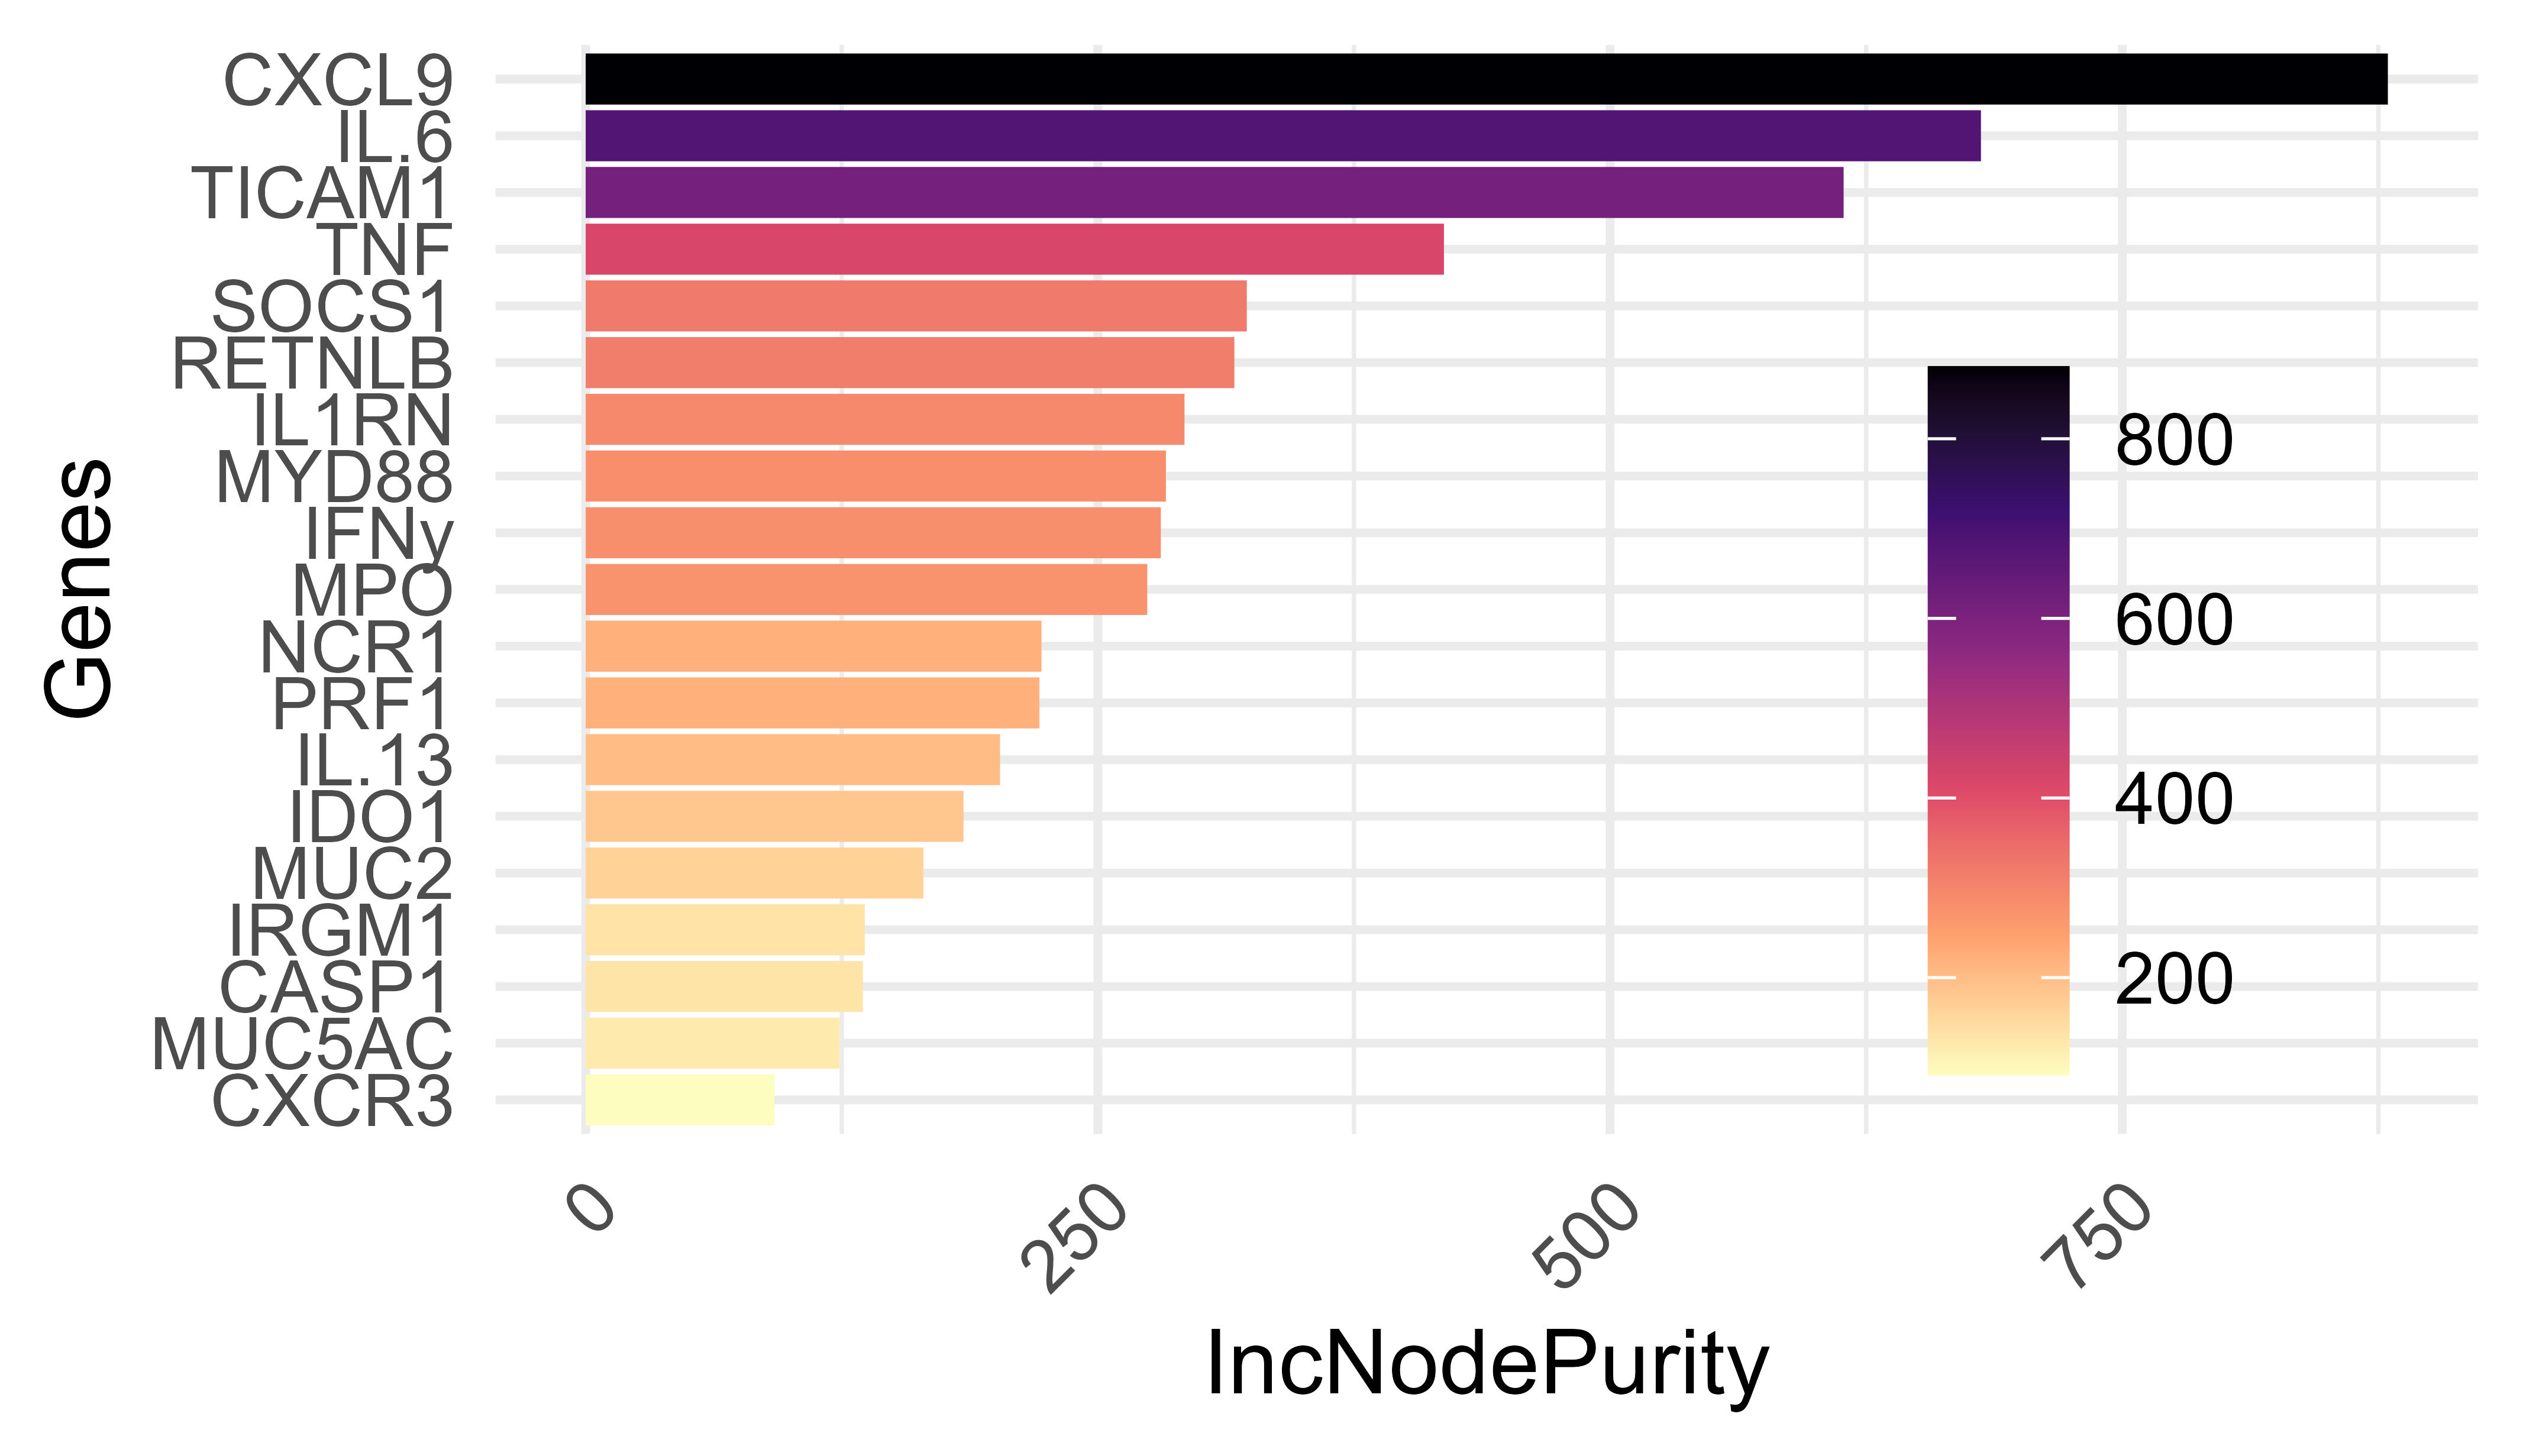 Genes
CXCL9
IL.6
TICAM1
TNF
SOCS1
RETNLB
IL1RN
MYD88
IFNy
MPO
NCR1
PRF1
IL.13
IDO1
MUC2
IRGM1
CASP1
MUC5AC
CXCR3
800
600
400
200
0
250
500
750
IncNodePurity